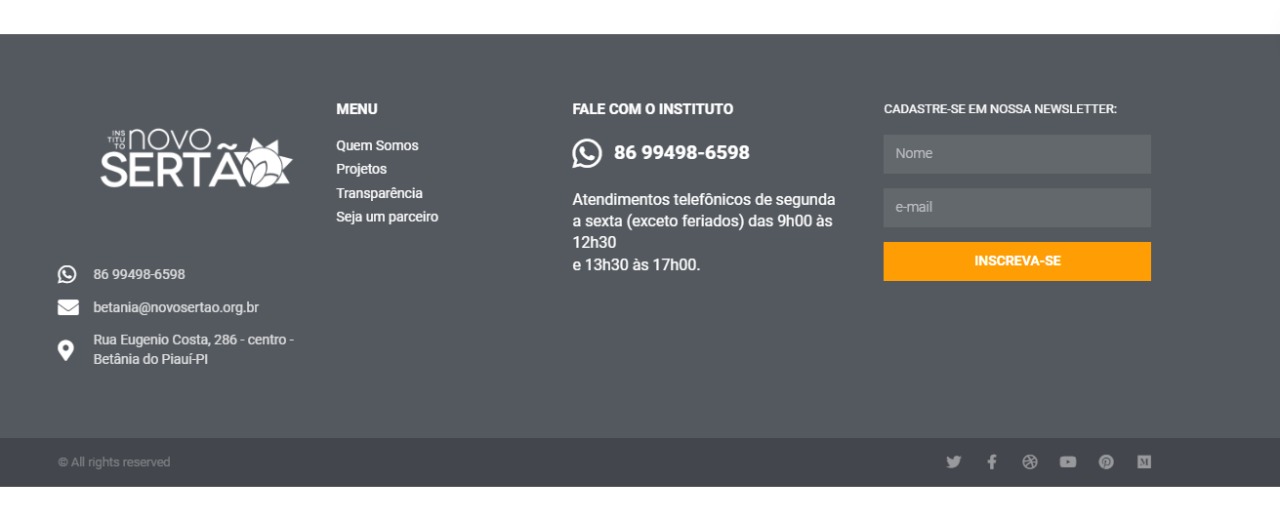 INS
TITU
TO
NOVO
SERTÃO
86 99498-6598
betania@novosertao.org.br
Rua Eugenio Costa, 286 - centro -
Betânia do Piauí-PI
MENU
Quem Somos
Projetos
Transparência
Seja um parceiro
FALE COM O INSTITUTO
86 99498-6598
Atendimentos telefônicos de segunda
a sexta (exceto feriados) das 9h00 às
12h30
e 13h30 às 17h00.
CADASTRE-SE EM NOSSA NEWSLETTER:
Nome
e-mail
INSCREVA-SE
© All rights reserved